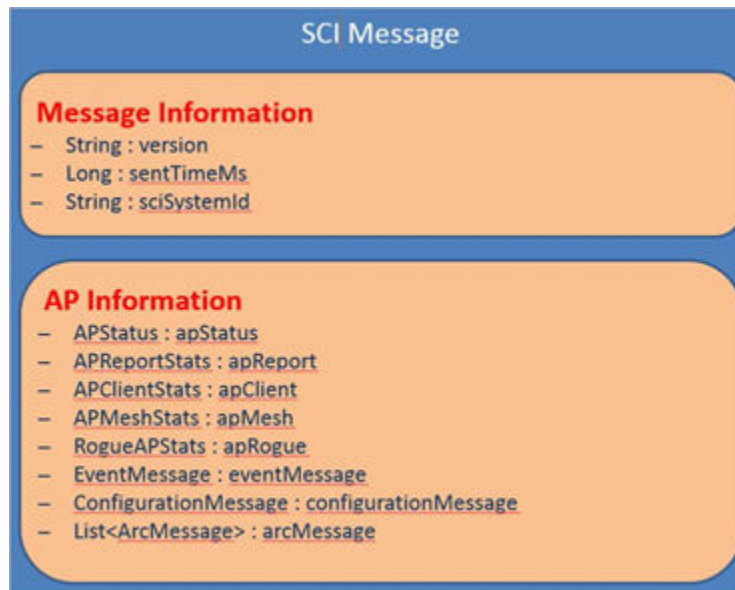 SCI Message
Message Information
– String : version
– Long : sentTimeMs
– String : sciSystemId
AP Information
– APStatus : apStatus
– APReportStats : apReport
– APClientStats : apClient
– APMeshStats : apMesh
– RogueAPStats : apRogue
– EventMessage : eventMessage
– ConfigurationMessage : configurationMessage
– List<ArcMessage> : arcMessage